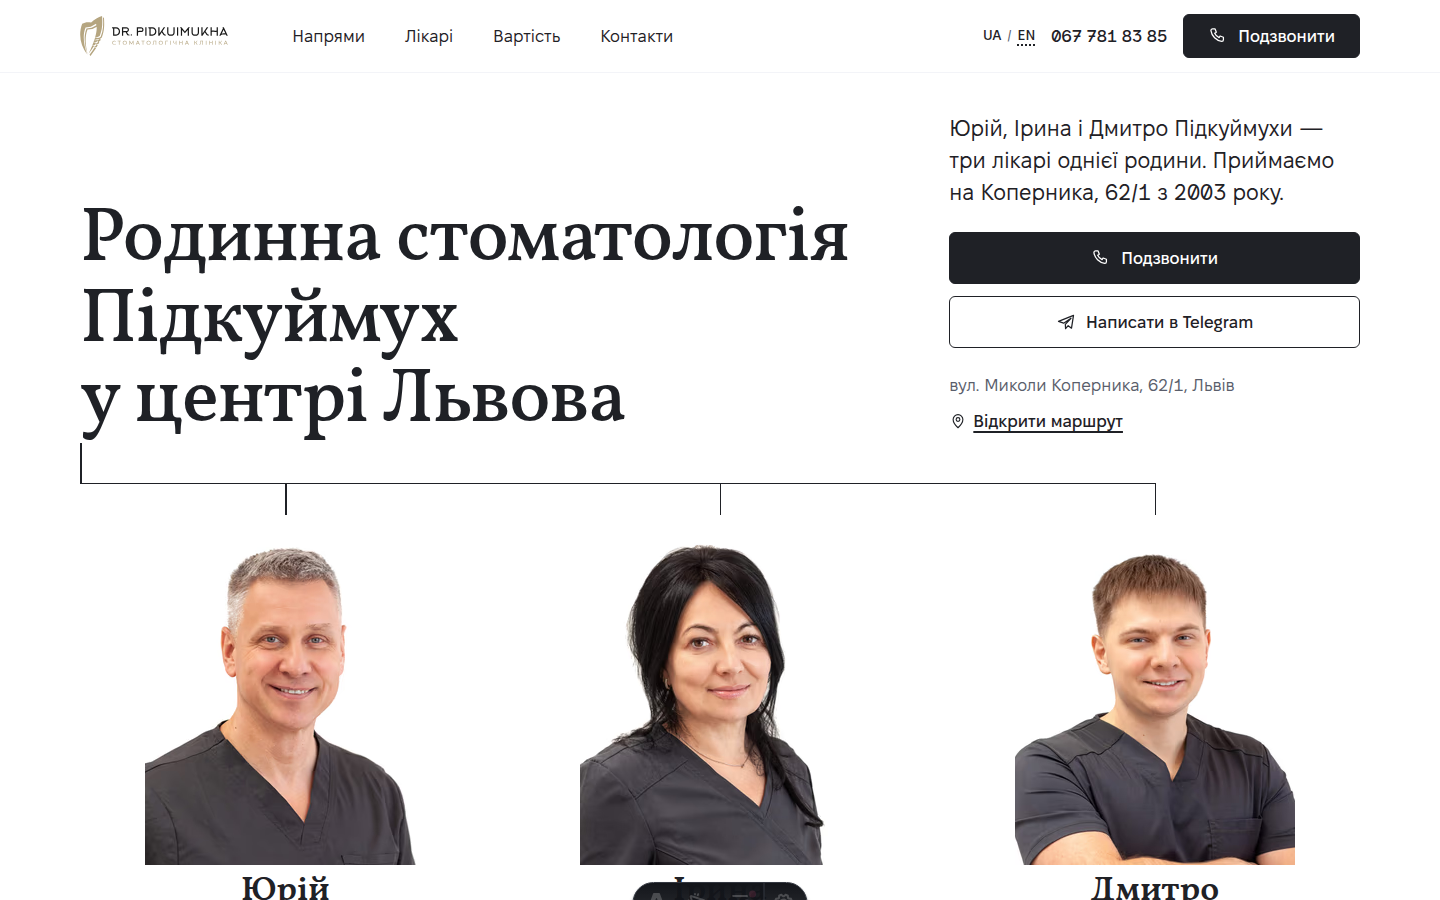 DR. PIDKUIMUKHA
СТОМАТОЛОГІЧНА КЛІНІКА
Напрями
Лікарі
Вартість
Контакти
UA / EN
067 781 83 85
Подзвонити
Юрій, Ірина і Дмитро Підкуймухи —
три лікарі однієї родини. Приймаємо
на Коперника, 62/1 з 2003 року.
Родинна стоматологія
Підкуймух
у центрі Львова
Подзвонити
Написати в Telegram
вул. Миколи Коперника, 62/1, Львів
Відкрити маршрут
Юрій
Дмитро